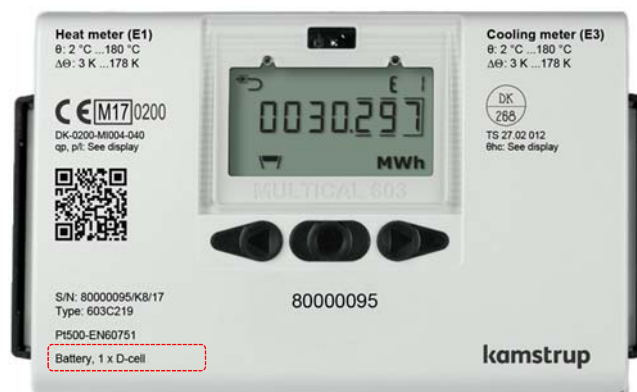 Heat meter (E1)
θ: 2 °C ...180 °C
ΔΘ: 3 K ...178 K
CE M17 0200
DK-0200-MI004-040
qp, p/l: See display
Cooling meter (E3)
θ: 2 °C ...180 °C
ΔΘ: 3 K ...178 K
DK
268
TS 27.02 012
θhc: See display
E 1
0030.297
MWh
MULTICAL 603
S/N: 80000095/K8/17
Type: 603C219
Pt500-EN60751
Battery, 1 x D-cell
80000095
kamstrup